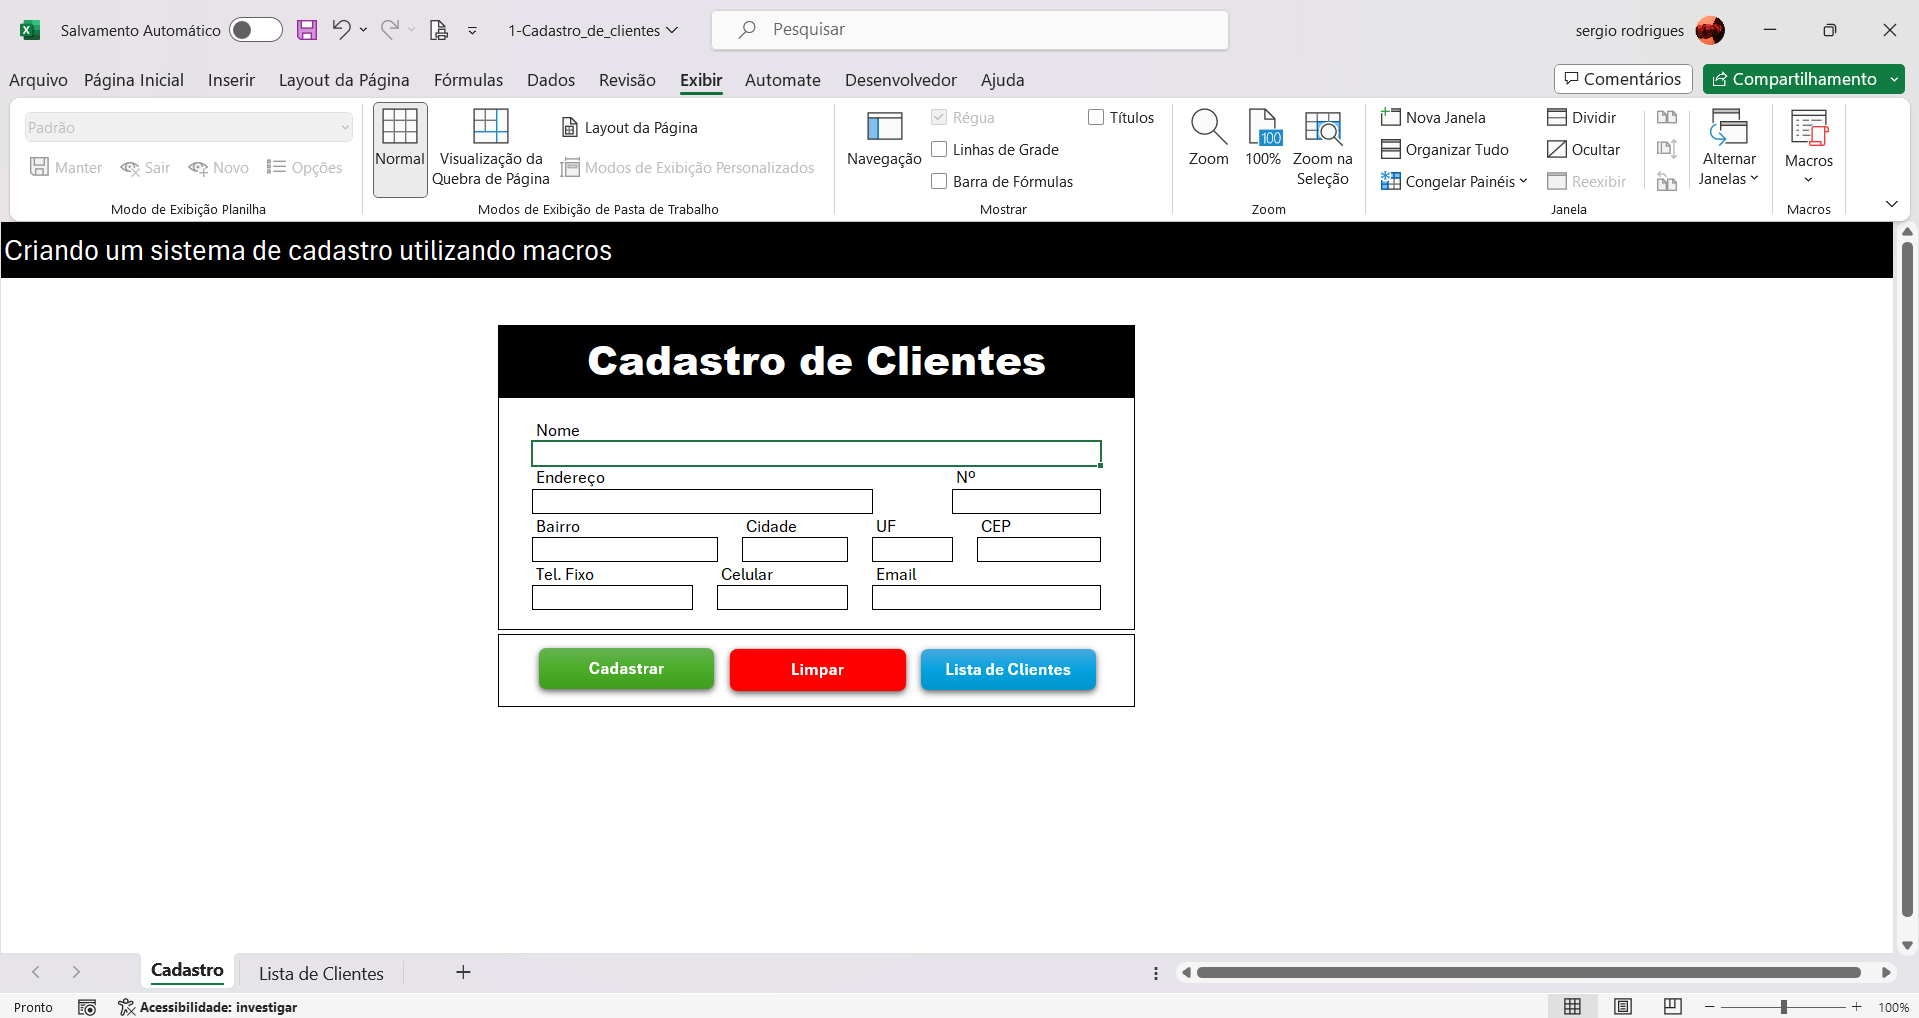 Salvamento Automático
1-Cadastro_de_clientes
Pesquisar
sergio rodrigues
Arquivo Página Inicial Inserir Layout da Página Fórmulas Dados Revisão Exibir Automate Desenvolvedor Ajuda
Comentários
Compartilhamento
Padrão
Manter Sair Novo Opções
Modo de Exibição Planilha
Normal
Visualização da
Quebra de Página
Layout da Página
Modos de Exibição Personalizados
Modos de Exibição de Pasta de Trabalho
Navegação
Régua
Títulos
Linhas de Grade
Barra de Fórmulas
Mostrar
Zoom
100
100%
Zoom na
Seleção
Zoom
Nova Janela
Organizar Tudo
Congelar Painéis
Dividir
Ocultar
Reexibir
Alternar
Janelas
Janela
Macros
Macros
Criando um sistema de cadastro utilizando macros
Cadastro de Clientes
Nome
Endereço Nº
Bairro Cidade UF CEP
Tel. Fixo Celular Email
Cadastrar Limpar Lista de Clientes
Cadastro Lista de Clientes
Pronto
Acessibilidade: investigar
100%